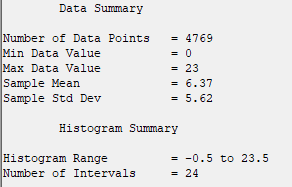 Data Summary
Number of Data Points = 4769
Min Data Value = 0
Max Data Value = 23
Sample Mean = 6.37
Sample Std Dev = 5.62
Histogram Summary
Histogram Range = -0.5 to 23.5
Number of Intervals = 24